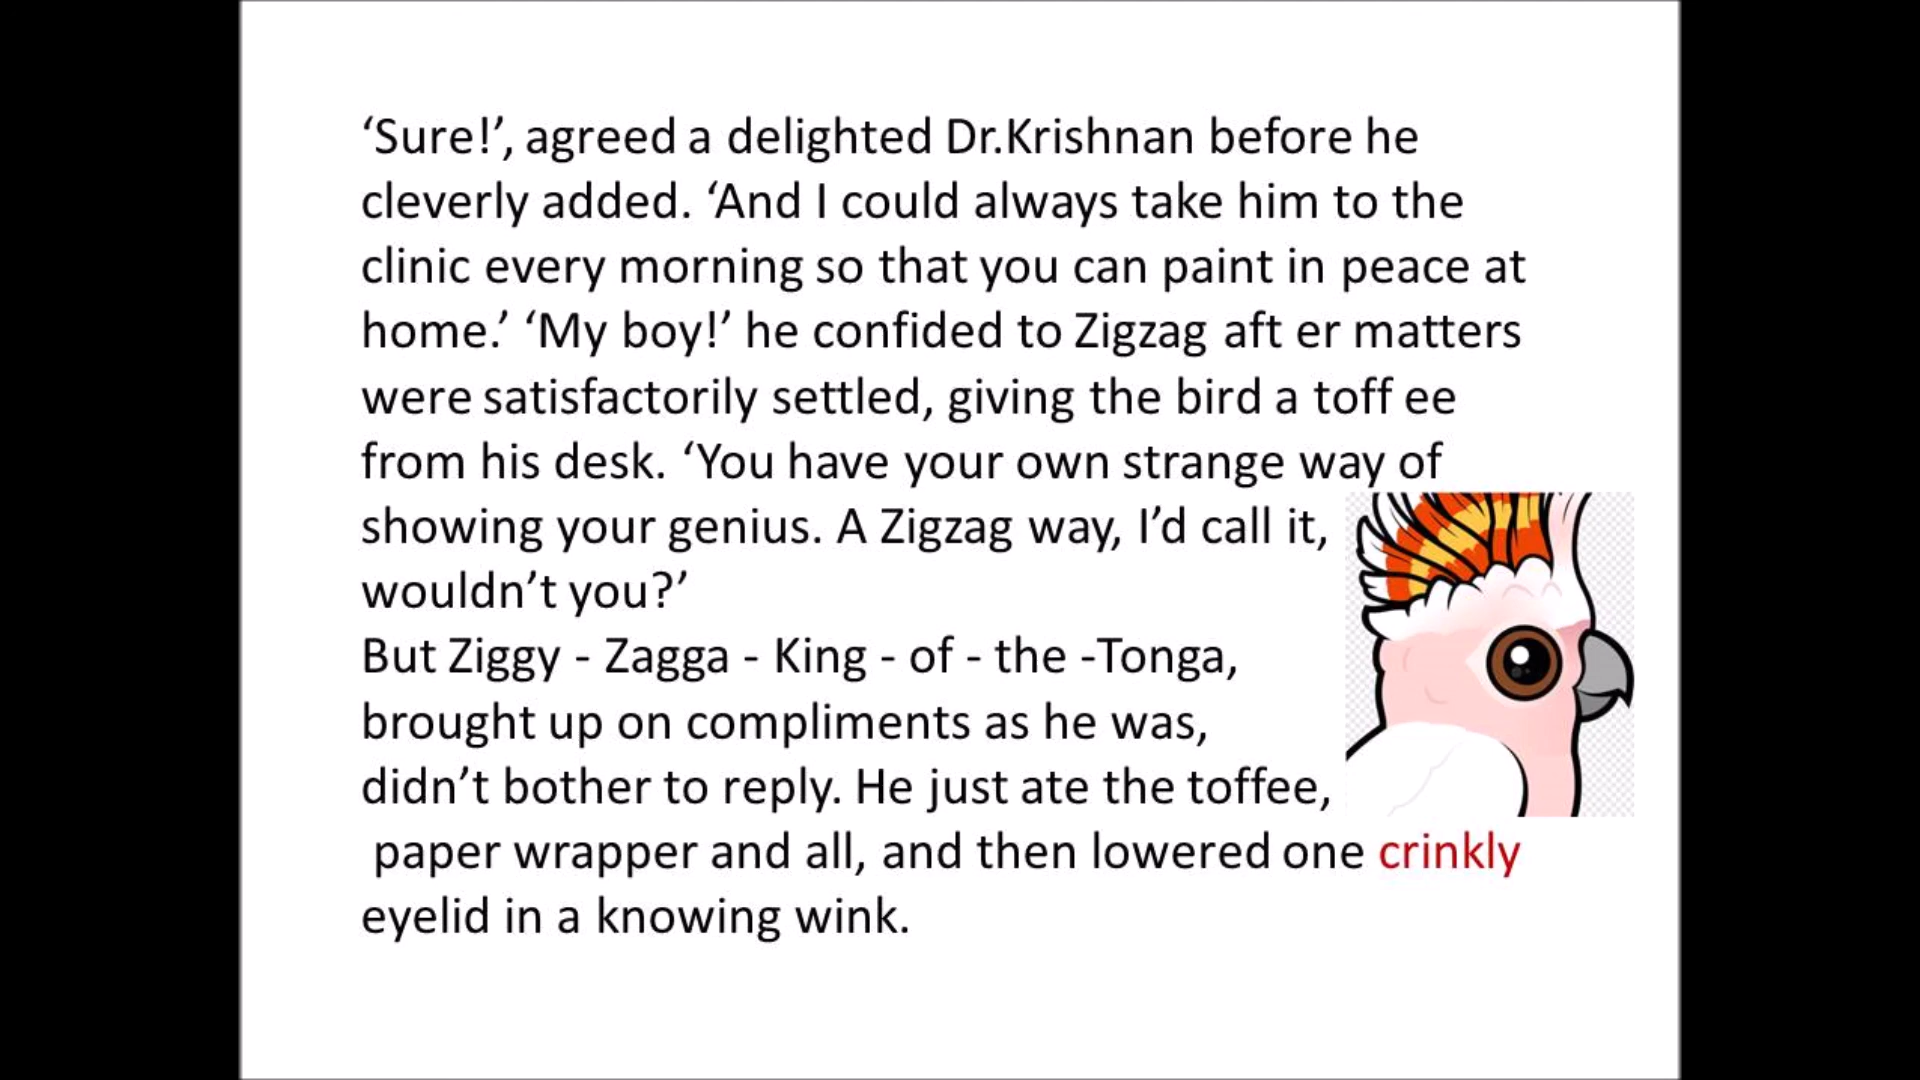 ‘Sure!’, agreed a delighted Dr.Krishnan before he
cleverly added. ‘And I could always take him to the
clinic every morning so that you can paint in peace at
home.’ ‘My boy!’ he confided to Zigzag aft er matters
were satisfactorily settled, giving the bird a toff ee
from his desk. ‘You have your own strange way of
showing your genius. A Zigzag way, I’d call it,
wouldn’t you?’
But Ziggy - Zagga - King - of - the -Tonga,
brought up on compliments as he was,
didn’t bother to reply. He just ate the toffee,
paper wrapper and all, and then lowered one crinkly
eyelid in a knowing wink.